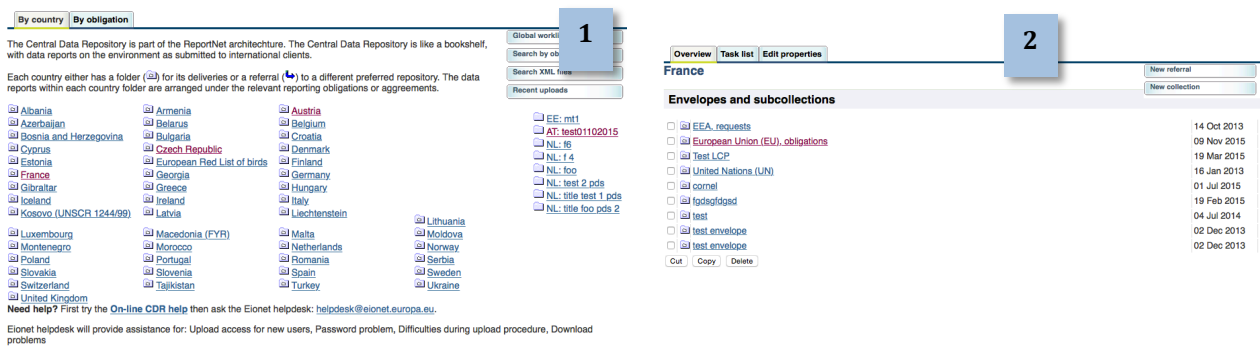 By country By obligation
1
Global workli
The Central Data Repository is part of the ReportNet architechture. The Central Data Repository is like a bookshelf,
with data reports on the environment as submitted to international clients.
Search by ob
Search XML files
Recent uploads
Each country either has a folder ( ) for its deliveries or a referral ( ) to a different preferred repository. The data
reports within each country folder are arranged under the relevant reporting obligations or aggreements.
Albania Armenia Austria
Azerbaijan Belarus Belgium
Bosnia and Herzegovina Bulgaria Croatia
Cyprus Czech Republic Denmark
Estonia European Red List of birds Finland
France Georgia Germany
Gibraltar Greece Hungary
Iceland Ireland Italy
Kosovo (UNSCR 1244/99) Latvia Liechtenstein Lithuania
Luxembourg Macedonia (FYR) Malta Moldova
Montenegro Morocco Netherlands Norway
Poland Portugal Romania Serbia
Slovakia Slovenia Spain Sweden
Switzerland Tajikistan Turkey Ukraine
United Kingdom
EE: mt1
AT: test01102015
NL: f6
NL: f 4
NL: foo
NL: test 2 pds
NL: title test 1 pds
NL: title foo pds 2
Need help? First try the On-line CDR help then ask the Eionet helpdesk: helpdesk@eionet.europa.eu.
Eionet helpdesk will provide assistance for: Upload access for new users, Password problem, Difficulties during upload procedure, Download
problems
2
Overview Task list Edit properties
France
New referral
New collection
Envelopes and subcollections
EEA, requests 14 Oct 2013
European Union (EU), obligations 09 Nov 2015
Test LCP 19 Mar 2015
United Nations (UN) 16 Jan 2013
cornel 01 Jul 2015
fgdsgfdgsd 19 Feb 2015
test 04 Jul 2014
test envelope 02 Dec 2013
test envelope 02 Dec 2013
Cut Copy Delete